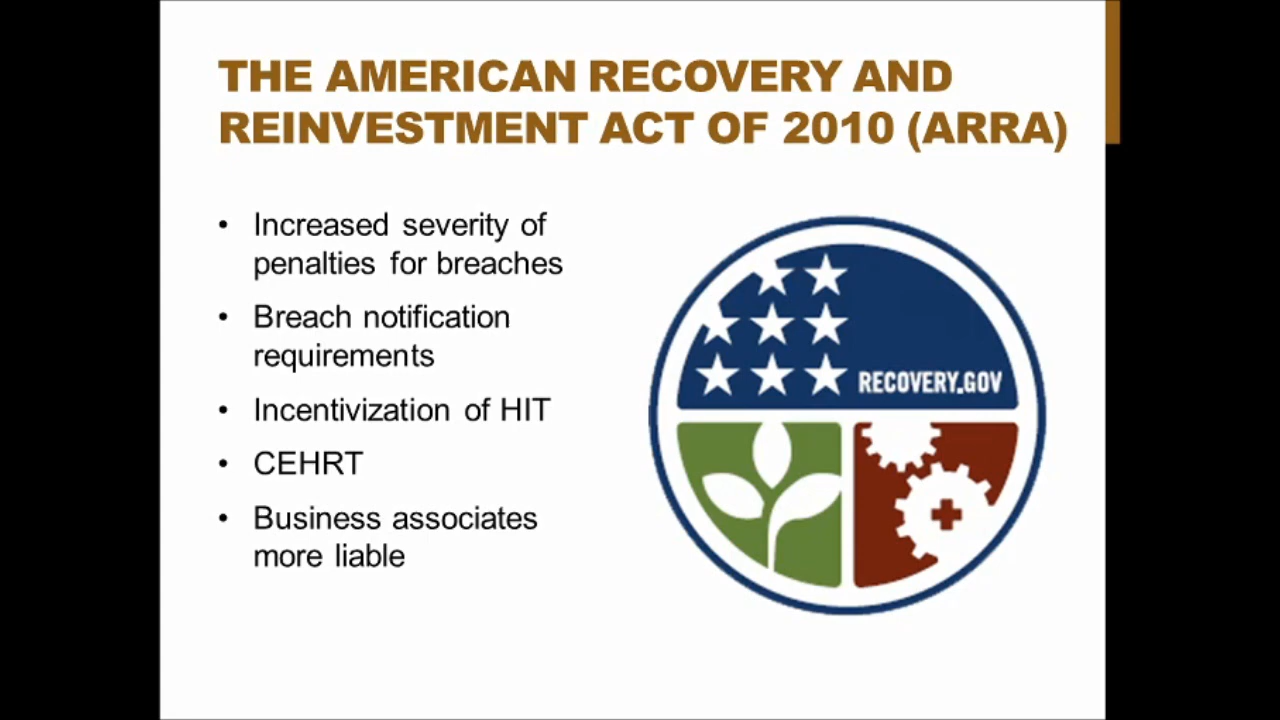 THE AMERICAN RECOVERY AND
REINVESTMENT ACT OF 2010 (ARRA)
• Increased severity of
penalties for breaches
• Breach notification
requirements
• Incentivization of HIT
• CEHRT
• Business associates
more liable
RECOVERY.GOV